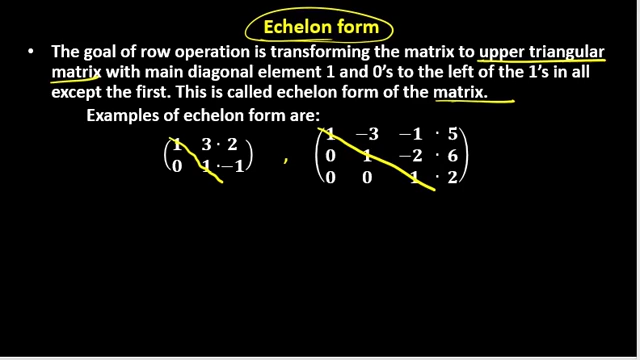 Echelon form
• The goal of row operation is transforming the matrix to upper triangular
matrix with main diagonal element 1 and 0's to the left of the 1's in all
except the first. This is called echelon form of the matrix.
Examples of echelon form are:
1 3 · 2
0 1 · −1
,
1 −3 −1 · 5
0 1 −2 · 6
0 0 1 · 2